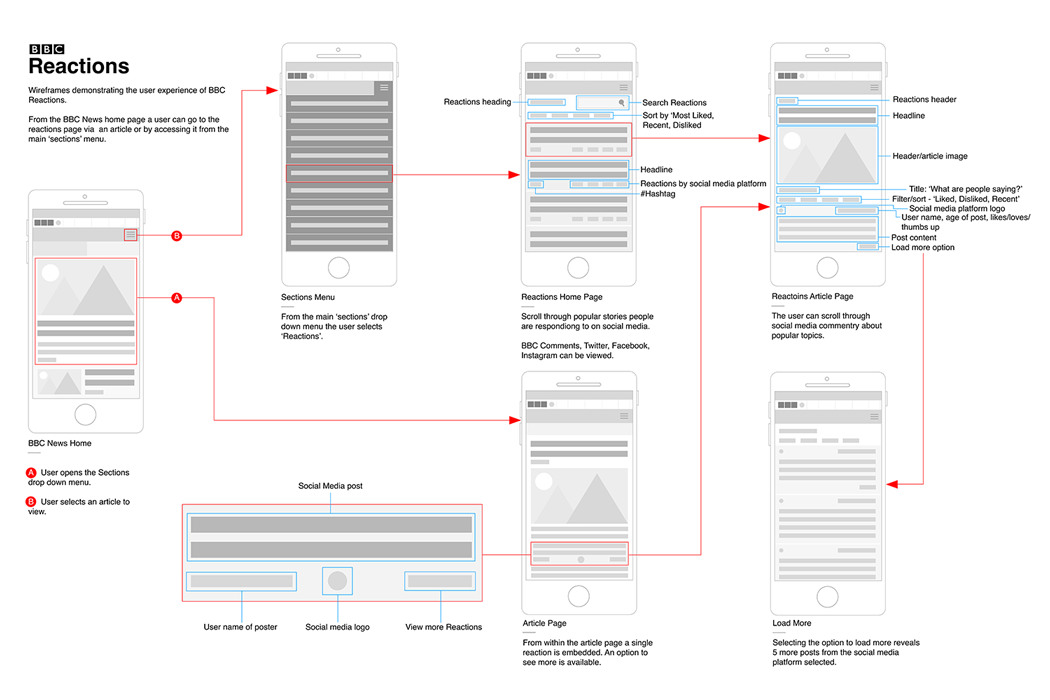 BBC
Reactions
Wireframes demonstrating the user experience of BBC
Reactions.
From the BBC News home page a user can go to the
reactions page via an article or by accessing it from the
main ‘sections’ menu.
B
A
BBC News Home
A User opens the Sections
drop down menu.
B User selects an article to
view.
Sections Menu
From the main ‘sections’ drop
down menu the user selects
‘Reactions’.
Reactions heading
Search Reactions
Sort by ‘Most Liked,
Recent, Disliked
Headline
Reactions by social media platform
#Hashtag
Reactions Home Page
Scroll through popular stories people
are respondiong to on social media.
BBC Comments, Twitter, Facebook,
Instagram can be viewed.
Reactions header
Headline
Header/article image
Title: ‘What are people saying?’
Filter/sort - ‘Liked, Disliked, Recent’
Social media platform logo
User name, age of post, likes/loves/
thumbs up
Post content
Load more option
Reactoins Article Page
The user can scroll through
social media commentry about
popular topics.
Social Media post
User name of poster
Social media logo
View more Reactions
Article Page
From within the article page a single
reaction is embedded. An option to
see more is available.
Load More
Selecting the option to load more reveals
5 more posts from the social media
platform selected.